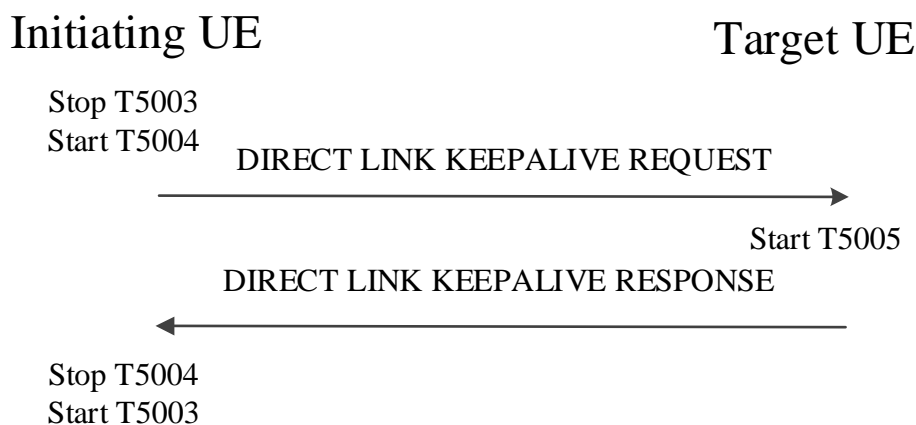 Initiating UE
Target UE
Stop T5003
Start T5004
DIRECT LINK KEEPALIVE REQUEST
Start T5005
DIRECT LINK KEEPALIVE RESPONSE
Stop T5004
Start T5003